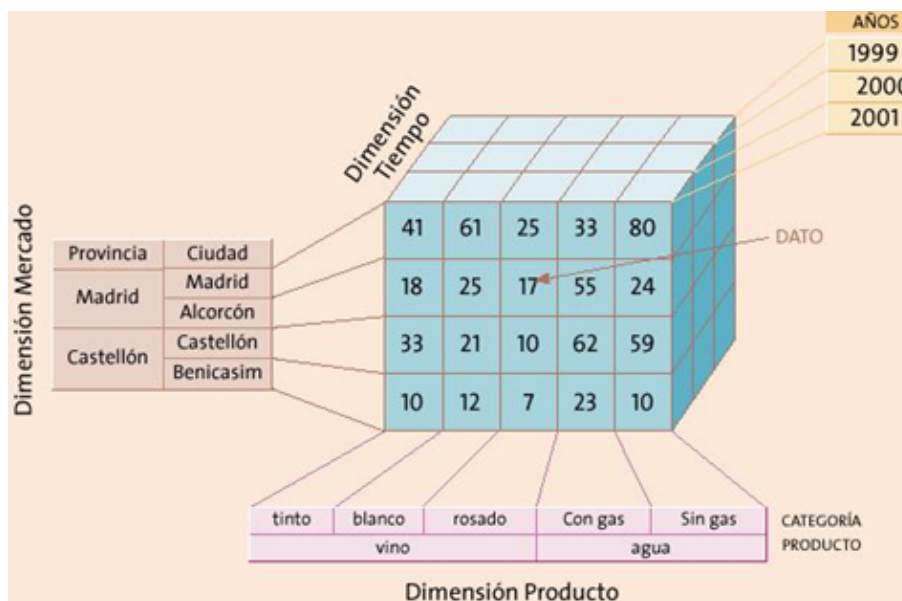 AÑOS
1999
2000
2001
Dimensión
Tiempo
Dimensión Mercado
Provincia Ciudad
Madrid Madrid
Alcorcón
Castellón Castellón
Benicasim
41 61 25 33 80
DATO
18 25 17 55 24
33 21 10 62 59
10 12 7 23 10
tinto blanco rosado Con gas Sin gas CATEGORÍA
vino agua PRODUCTO
Dimensión Producto